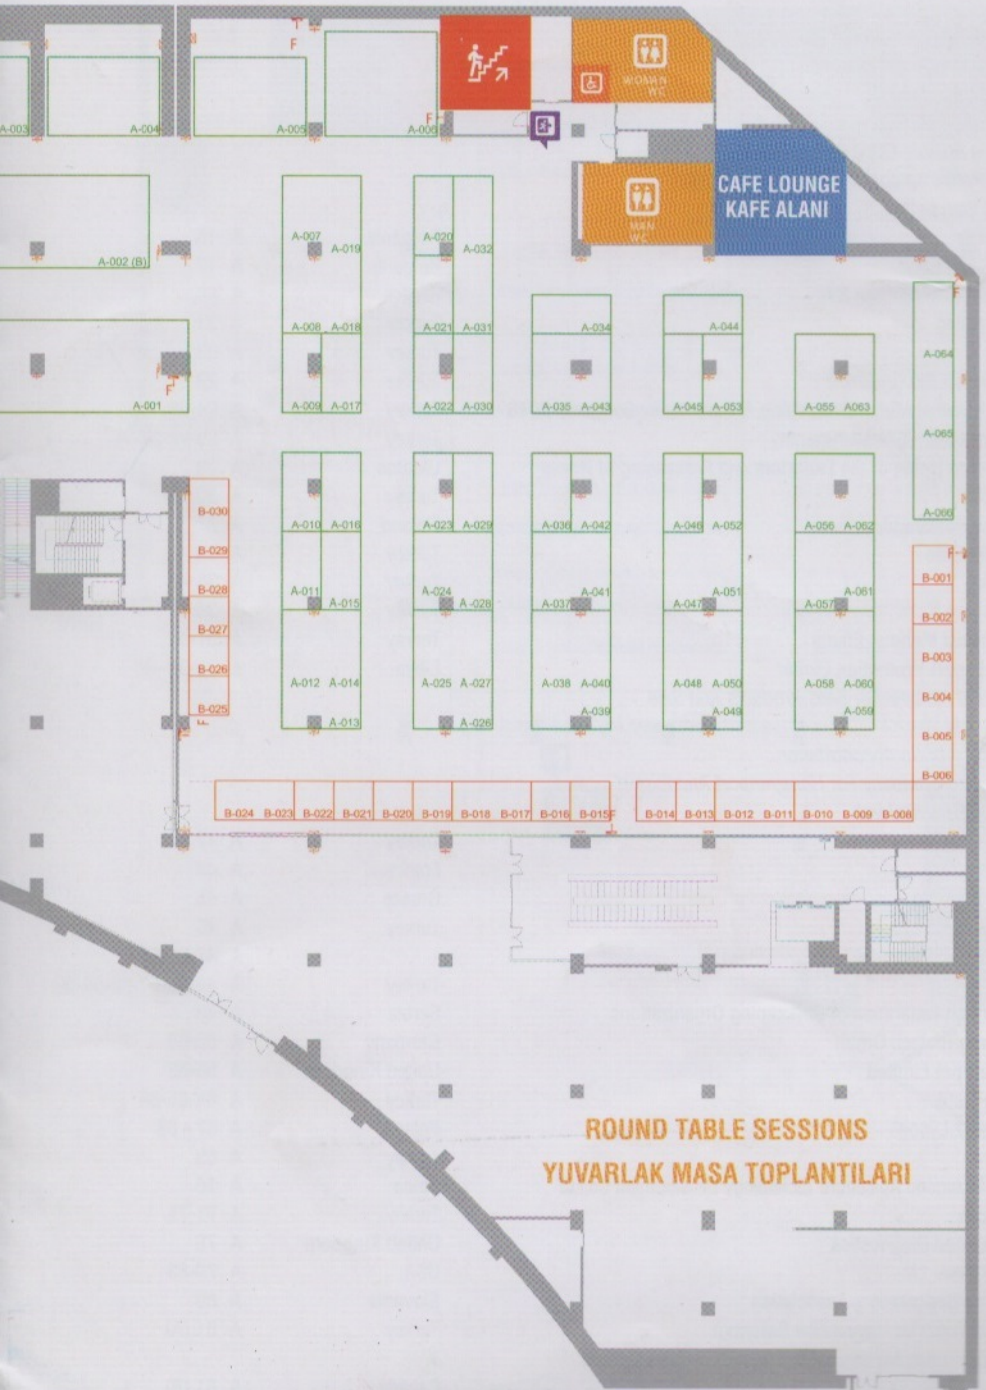 F
F
WOMAN
WC
A-003
A-004
A-005
A-006
F
CAFE LOUNGE
KAFE ALANI
MAN
WC
A-007
A-019
A-020
A-032
A-002 (B)
F
A-008 A-018
A-021 A-031
A-034
A-044
A-064
F
A-001
A-009 A-017
A-022 A-030
A-035 A-043
A-045 A-053
A-055 A063
A-065
B-030
A-010 A-016
A-023 A-029
A-036 A-042
A-046 A-052
A-056 A-062
A-066
B-029
F
B-001
B-028
A-011
A-015
A-024
A-028
A-037
A-041
A-047
A-051
A-057
A-061
B-002
B-027
B-003
B-026
A-012 A-014
A-025 A-027
A-038 A-040
A-048 A-050
A-058 A-060
B-004
B-025
F
A-013
A-026
A-039
A-049
A-059
B-005
B-006
B-024 B-023 B-022 B-021 B-020 B-019 B-018 B-017 B-016 B-015 F B-014 B-013 B-012 B-011 B-010 B-009 B-008
ROUND TABLE SESSIONS
YUVARLAK MASA TOPLANTILARI